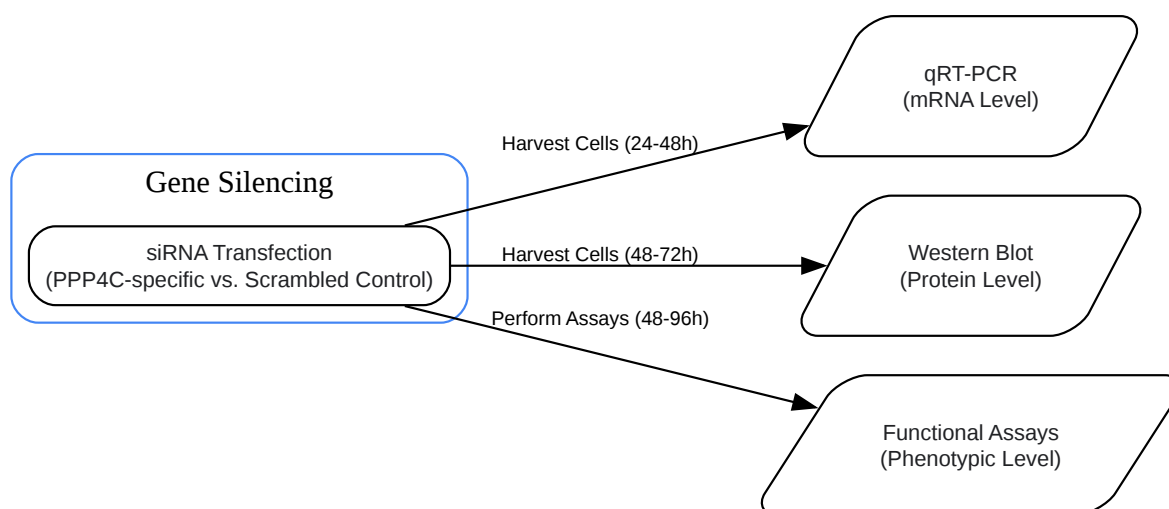 Gene Silencing
siRNA Transfection
(PPP4C-specific vs. Scrambled Control)
Harvest Cells (24-48h)
Harvest Cells (48-72h)
Perform Assays (48-96h)
qRT-PCR
(mRNA Level)
Western Blot
(Protein Level)
Functional Assays
(Phenotypic Level)